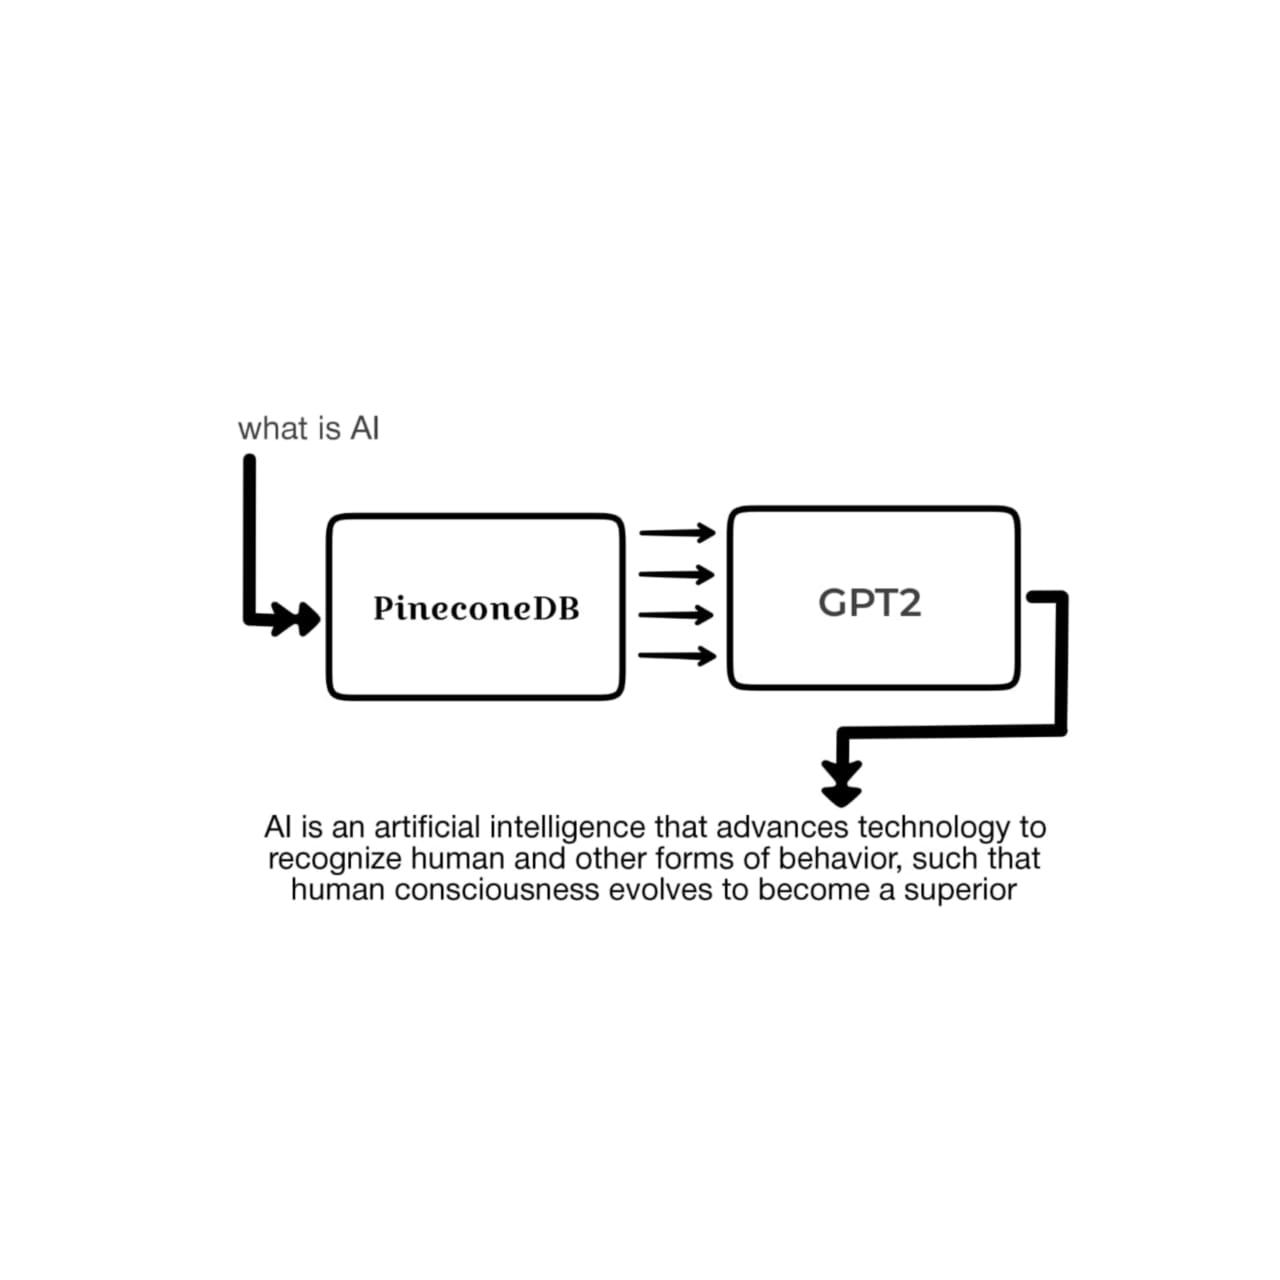 what is AI
PineconeDB
GPT2
AI is an artificial intelligence that advances technology to
recognize human and other forms of behavior, such that
human consciousness evolves to become a superior